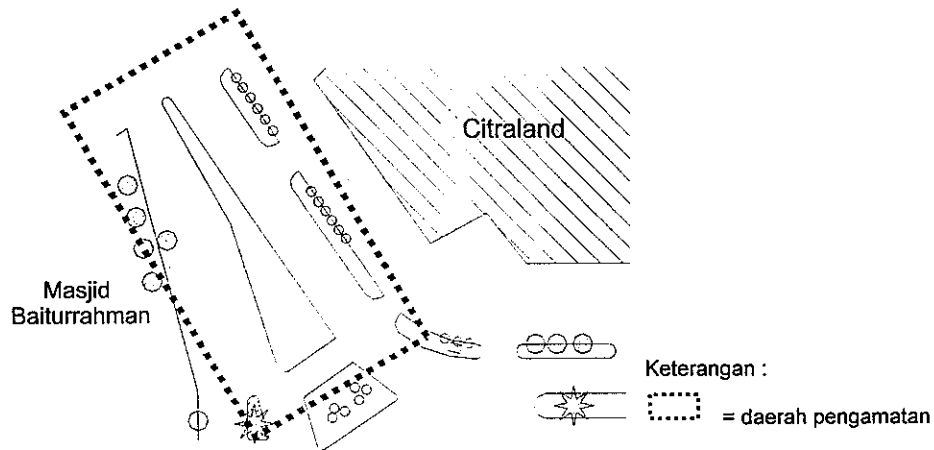 Citraland
Masjid
Baiturrahman
Keterangan :
= daerah pengamatan